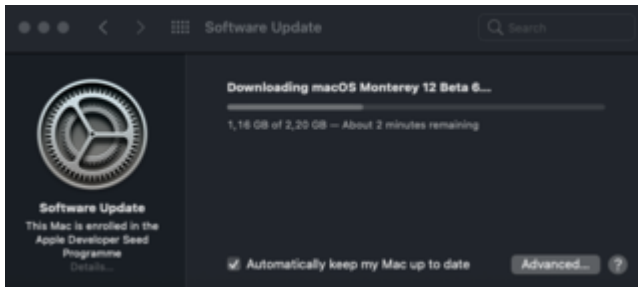 Software Update
Search
Downloading macOS Monterey 12 Beta 6...
1,16 GB of 2,20 GB — About 2 minutes remaining
Software Update
This Mac is enrolled in the
Apple Developer Seed
Programme
Details...
Automatically keep my Mac up to date
Advanced...
?